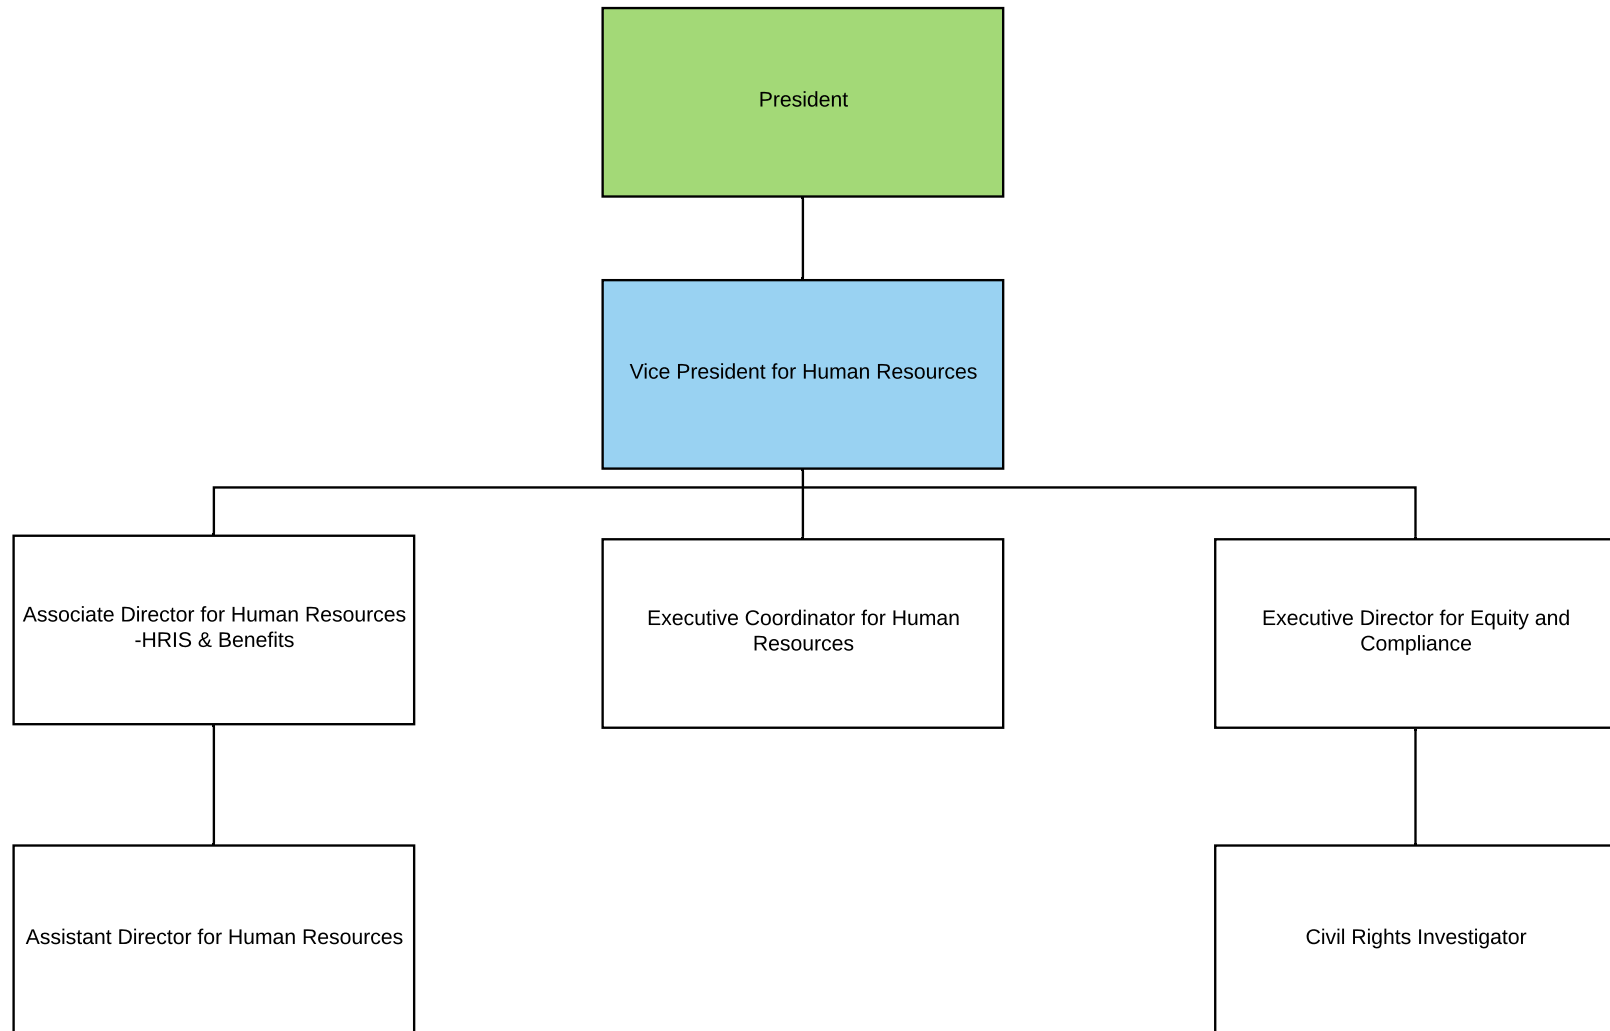 President
Vice President for Human Resources
Associate Director for Human Resources
-HRIS & Benefits
Executive Coordinator for Human
Resources
Executive Director for Equity and
Compliance
Assistant Director for Human Resources
Civil Rights Investigator